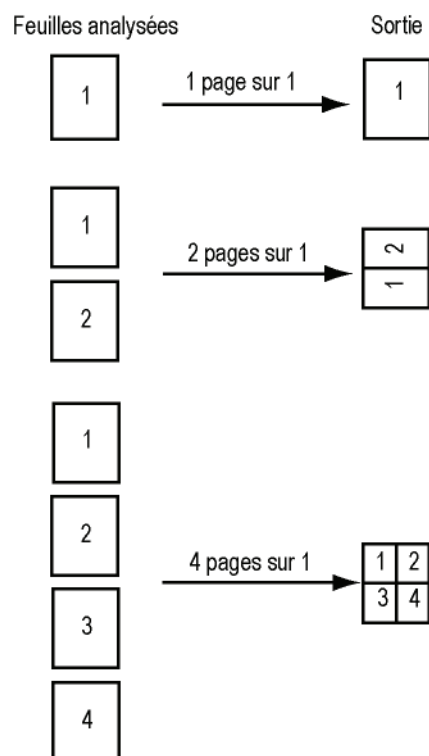 Feuilles analysées Sortie
1 1 page sur 1 1
1
2 pages sur 1
2
1
2
1
2
4 pages sur 1
1 2
3 4
3
4